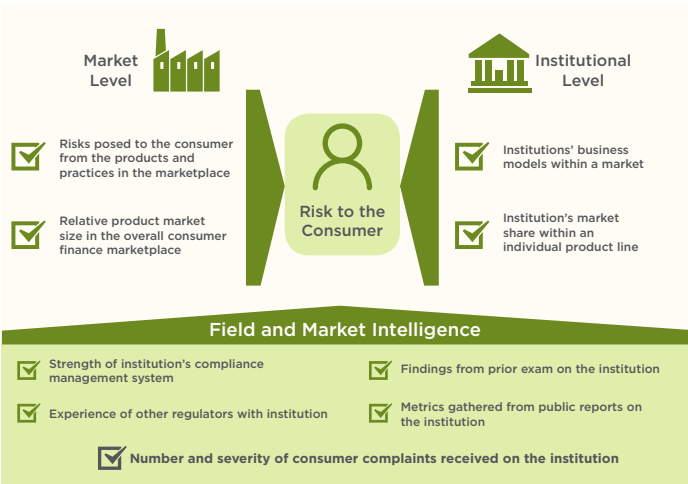 Market
Level
Risks posed to the consumer
from the products and
practices in the marketplace
Relative product market
size in the overall consumer
finance marketplace
Risk to the
Consumer
Institutional
Level
Institutions’ business
models within a market
Institution’s market
share within an
individual product line
Field and Market Intelligence
Strength of institution’s compliance
management system
Experience of other regulators with institution
Findings from prior exam on the institution
Metrics gathered from public reports on
the institution
Number and severity of consumer complaints received on the institution